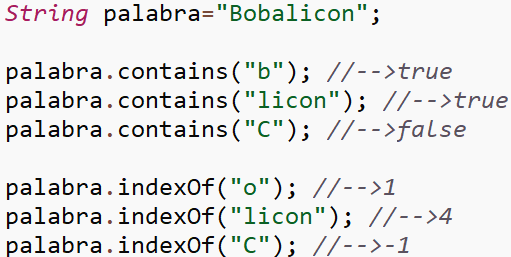 String palabra="Bobalicon";
palabra.contains("b"); //-->true
palabra.contains("licon"); //-->true
palabra.contains("C"); //-->false
palabra.indexOf("o"); //-->1
palabra.indexOf("licon"); //-->4
palabra.indexOf("C"); //-->-1